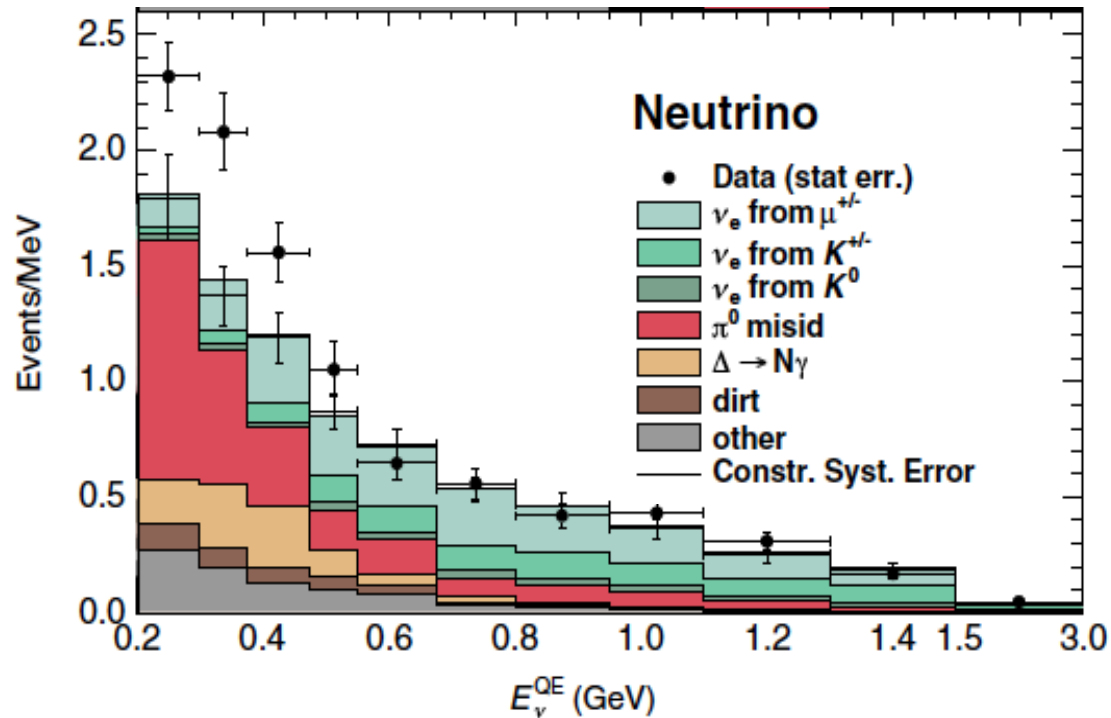 2.5
2.0
1.5
1.0
0.5
0.0
Events/MeV
Neutrino
Data (stat err.)
νe from μ+/-
νe from K+/-
νe from K0
π0 misid
Δ → Nγ
dirt
other
Constr. Syst. Error
0.2 0.4 0.6 0.8 1.0 1.2 1.4 1.5 3.0
EνQE (GeV)